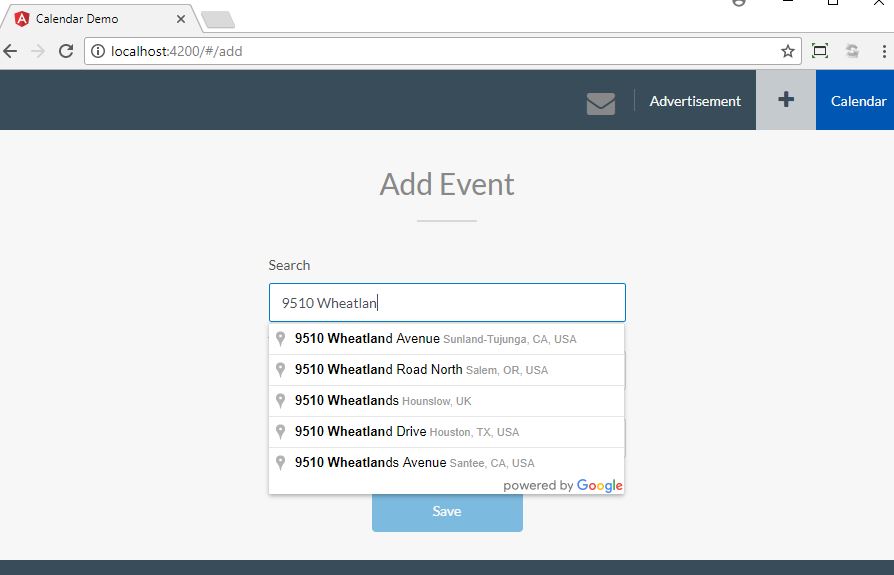 Calendar Demo
localhost:4200/#/add
Advertisement
Calendar
Add Event
Search
9510 Wheatlan
9510 Wheatland Avenue Sunland-Tujunga, CA, USA
9510 Wheatland Road North Salem, OR, USA
9510 Wheatlands Hounslow, UK
9510 Wheatland Drive Houston, TX, USA
9510 Wheatlands Avenue Santee, CA, USA
powered by Google
Save